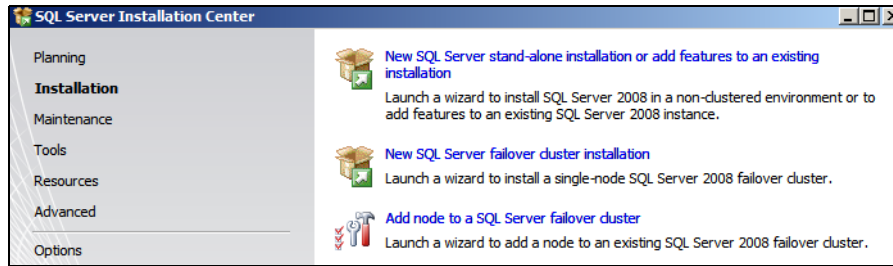 SQL Server Installation Center
Planning
Installation
Maintenance
Tools
Resources
Advanced
Options
New SQL Server stand-alone installation or add features to an existing
installation
Launch a wizard to install SQL Server 2008 in a non-clustered environment or to
add features to an existing SQL Server 2008 instance.
New SQL Server failover cluster installation
Launch a wizard to install a single-node SQL Server 2008 failover cluster.
Add node to a SQL Server failover cluster
Launch a wizard to add a node to an existing SQL Server 2008 failover cluster.